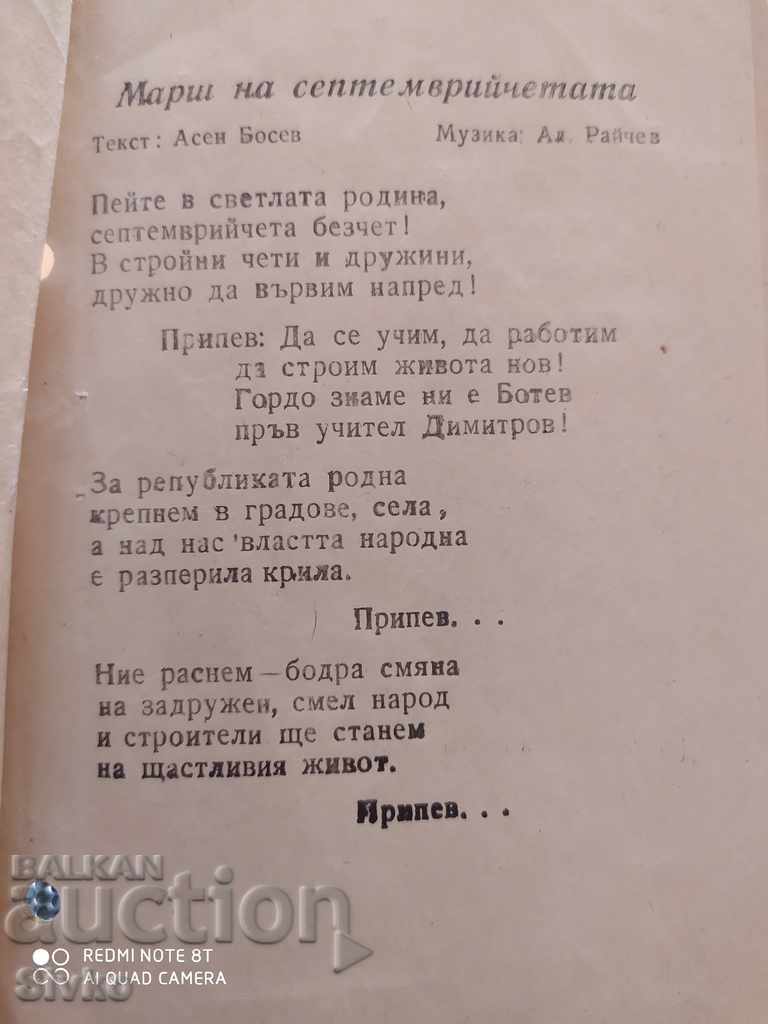 Марш на септемврийчетата
Текст: Асен Босев Музика: Ал. Райчев
Пейте в светлата родина,
септемврийчета безчет!
В стройни чети и дружини,
дружно да вървим напред!
Припев: Да се учим, да работим
да строим живота нов!
Гордо знаме ни е Ботев
пръв учител Димитров!
За републиката родна
крепнем в градове, села,
а над нас властта народна
е разперила крила.
Припев. . .
Ние раснем — бодра смяна
на задружен, смел народ
и строители ще станем
на щастливия живот.
Припев. . .
BALKAN
auction
REDMI NOTE 8T
AI QUAD CAMERA
Sivko